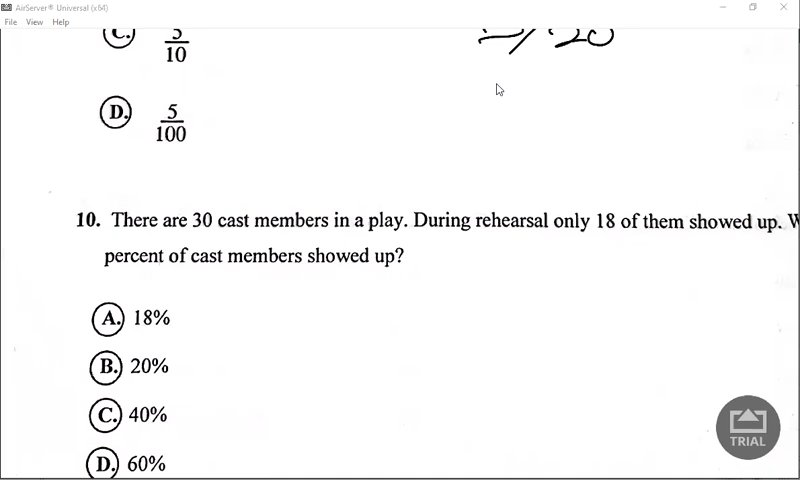 AirServer® Universal (x64)
File View Help
C.
10
D. 5
100
10. There are 30 cast members in a play. During rehearsal only 18 of them showed up.
percent of cast members showed up?
A. 18%
B. 20%
C. 40%
D. 60%
TRIAL